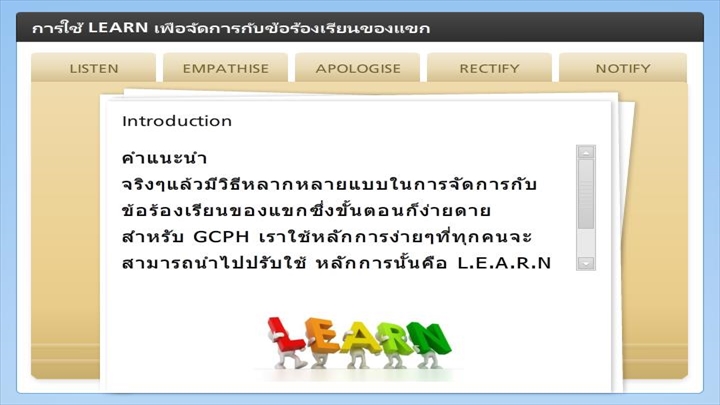 การใช้ LEARN เพื่อจัดการกับข้อร้องเรียนของแขก
LISTEN EMPATHISE APOLOGISE RECTIFY NOTIFY
Introduction
คำแนะนำ
จริงๆแล้วมีวิธีหลากหลายแบบในการจัดการกับ
ข้อร้องเรียนของแขกซึ่งขั้นตอนก็ง่ายดาย
สำหรับ GCPH เราใช้หลักการง่ายๆที่ทุกคนจะ
สามารถนำไปปรับใช้ หลักการนั้นคือ L.E.A.R.N
LEARN